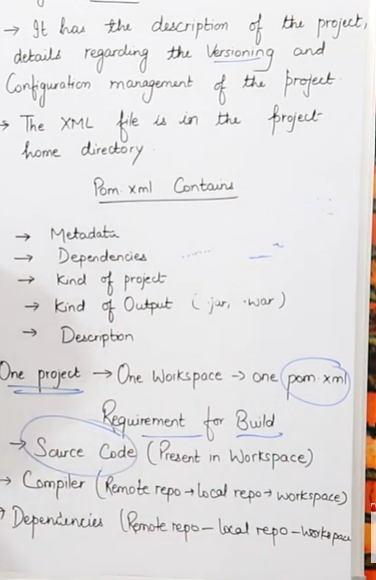 → It has the description of the project,
details regarding the Versioning and
Configuration management of the project.
→ The XML file is in the project
home directory.
Pom.xml Contains
→ Metadata
→ Dependencies
→ Kind of project
→ Kind of Output (.jar, .war)
→ Description
One project → One Workspace → one pom.xml
Requirement for Build
→ Source Code (Present in Workspace)
→ Compiler (Remote repo → Local repo → workspace)
→ Dependencies (Remote repo – local repo – workspace